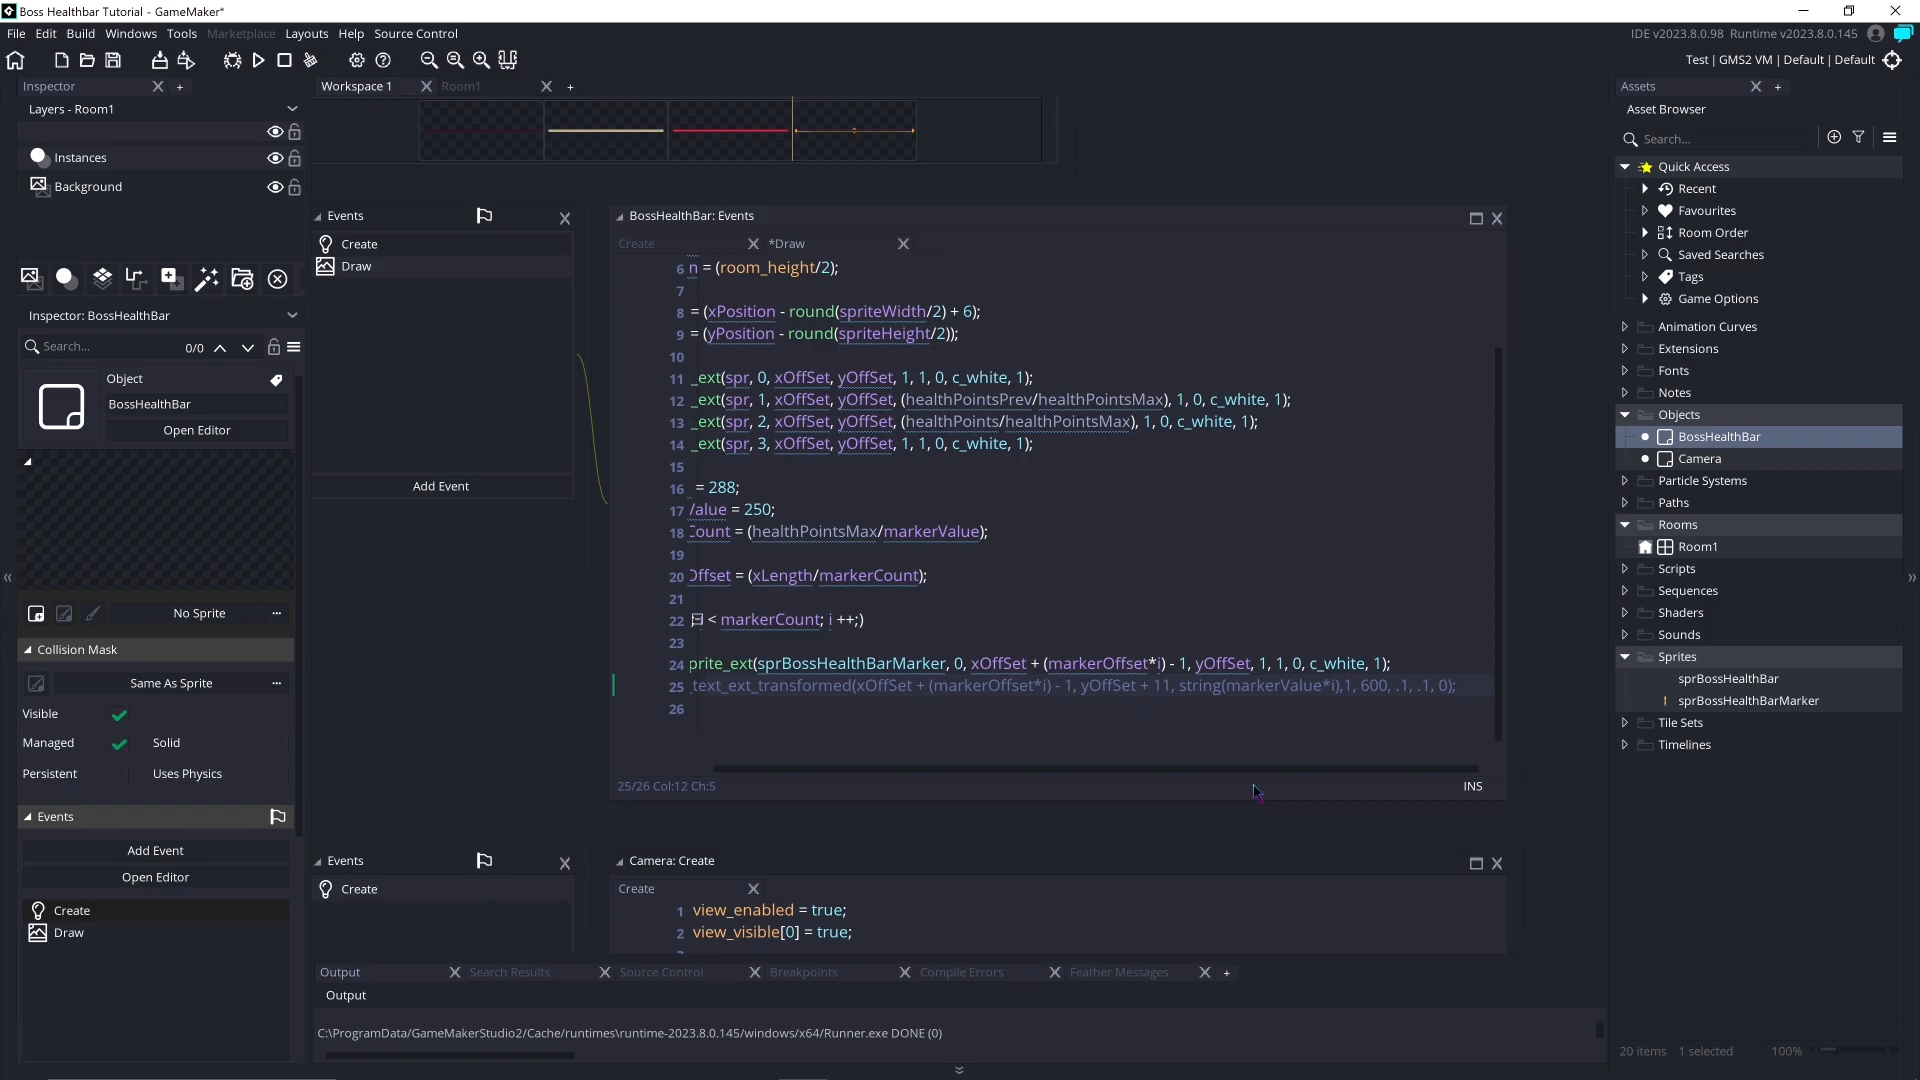 Boss Healthbar Tutorial - GameMaker*
File Edit Build Windows Tools Marketplace Layouts Help Source Control
IDE v2023.8.0.98 Runtime v2023.8.0.145
Test | GMS2 VM | Default | Default
Inspector
Layers - Room1
Instances
Background
Inspector: BossHealthBar
Search...
0/0
Object
BossHealthBar
Open Editor
No Sprite
Collision Mask
Same As Sprite
Visible
Managed
Solid
Persistent
Uses Physics
Events
Add Event
Open Editor
Create
Draw
Workspace 1
Room1
Events
Create
Draw
Add Event
BossHealthBar: Events
Create
*Draw
6 n = (room_height/2);
7
8 = (xPosition - round(spriteWidth/2) + 6);
9 = (yPosition - round(spriteHeight/2));
10
11 _ext(spr, 0, xOffSet, yOffSet, 1, 1, 0, c_white, 1);
12 _ext(spr, 1, xOffSet, yOffSet, (healthPointsPrev/healthPointsMax), 1, 0, c_white, 1);
13 _ext(spr, 2, xOffSet, yOffSet, (healthPoints/healthPointsMax), 1, 0, c_white, 1);
14 _ext(spr, 3, xOffSet, yOffSet, 1, 1, 0, c_white, 1);
15
16 = 288;
17 Value = 250;
18 Count = (healthPointsMax/markerValue);
19
20 Offset = (xLength/markerCount);
21
22 < markerCount; i ++;)
23
24 prite_ext(sprBossHealthBarMarker, 0, xOffSet + (markerOffset*i) - 1, yOffSet, 1, 1, 0, c_white, 1);
25 _text_ext_transformed(xOffSet + (markerOffset*i) - 1, yOffSet + 11, string(markerValue*i),1, 600, .1, .1, 0);
26
25/26 Col:12 Ch:5
INS
Events
Create
Camera: Create
Create
1 view_enabled = true;
2 view_visible[0] = true;
Output
Search Results
Source Control
Breakpoints
Compile Errors
Feather Messages
Output
C:\ProgramData/GameMakerStudio2/Cache/runtimes\runtime-2023.8.0.145/windows/x64/Runner.exe DONE (0)
Assets
Asset Browser
Search...
Quick Access
Recent
Favourites
Room Order
Saved Searches
Tags
Game Options
Animation Curves
Extensions
Fonts
Notes
Objects
BossHealthBar
Camera
Particle Systems
Paths
Rooms
Room1
Scripts
Sequences
Shaders
Sounds
Sprites
sprBossHealthBar
sprBossHealthBarMarker
Tile Sets
Timelines
20 items 1 selected
100%